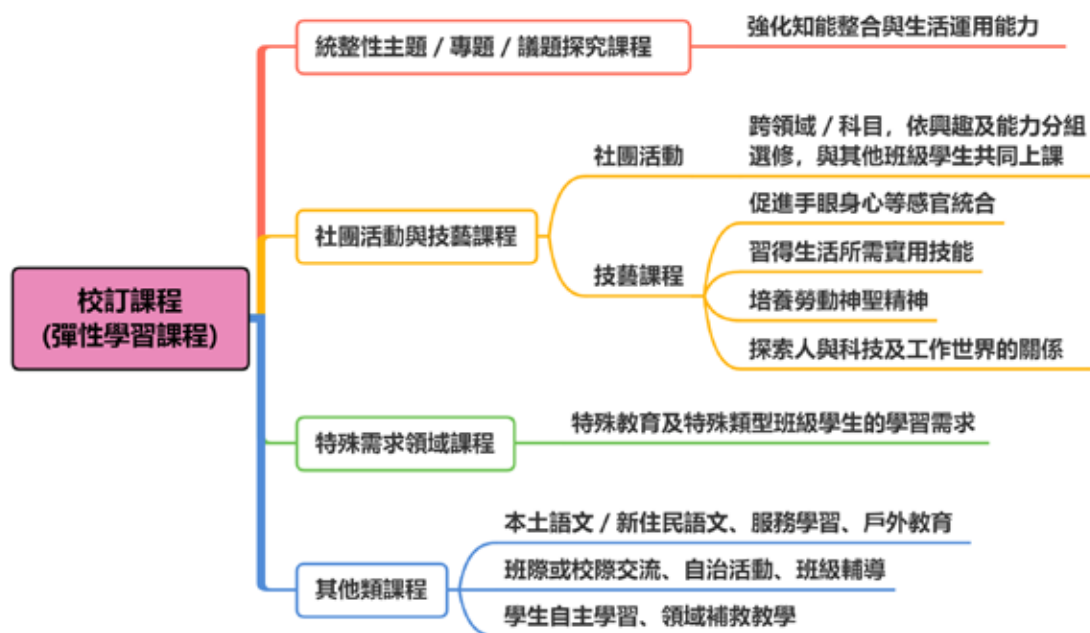 校訂課程
(彈性學習課程)
統整性主題 / 專題 / 議題探究課程
強化知能整合與生活運用能力
社團活動與技藝課程
社團活動
跨領域 / 科目，依興趣及能力分組
選修，與其他班級學生共同上課
技藝課程
促進手眼身心等感官統合
習得生活所需實用技能
培養勞動神聖精神
探索人與科技及工作世界的關係
特殊需求領域課程
特殊教育及特殊類型班級學生的學習需求
其他類課程
本土語文 / 新住民語文、服務學習、戶外教育
班際或校際交流、自治活動、班級輔導
學生自主學習、領域補救教學